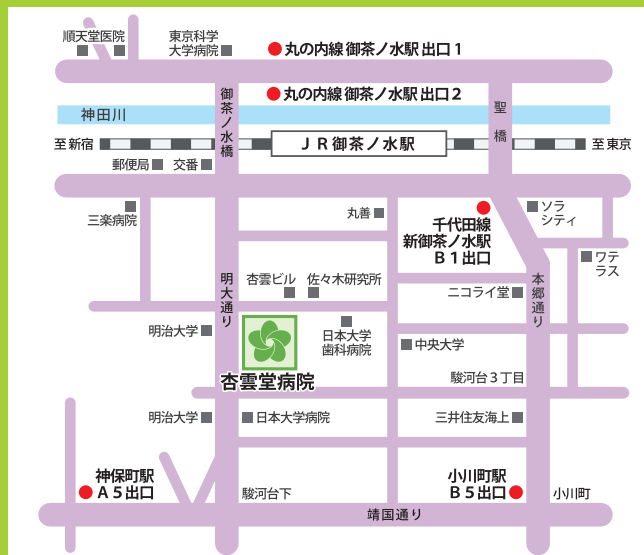 順天堂医院
東京科学
大学病院
丸の内線 御茶ノ水駅 出口1
丸の内線 御茶ノ水駅 出口2
御茶ノ水橋
聖橋
神田川
至新宿
JR御茶ノ水駅
至東京
郵便局
交番
三楽病院
丸善
千代田線
新御茶ノ水駅
B1出口
ソラ
シティ
ワテ
ラス
明大通り
杏雲ビル
佐々木研究所
ニコライ堂
本郷通り
明治大学
日本大学
歯科病院
中央大学
杏雲堂病院
駿河台3丁目
明治大学
日本大学病院
三井住友海上
神保町駅
A5出口
駿河台下
小川町駅
B5出口
小川町
靖国通り